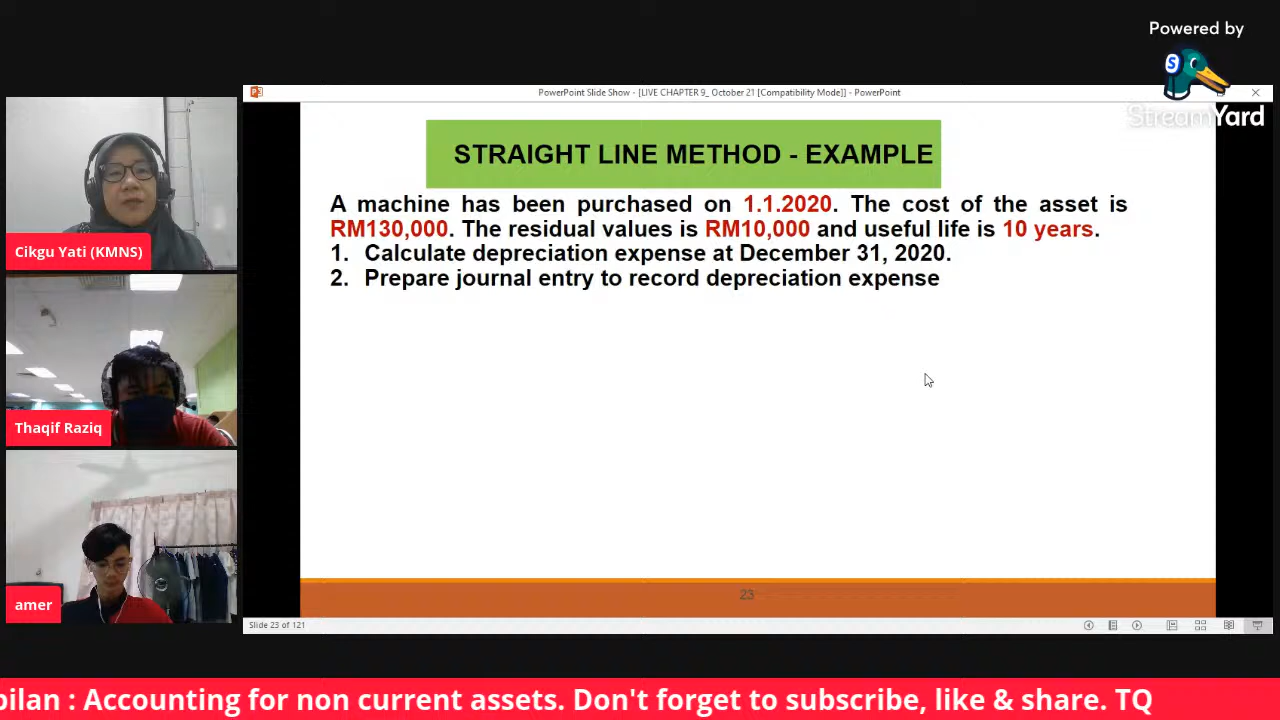 Powered by
StreamYard
PowerPoint Slide Show - [LIVE CHAPTER 9_ October 21 [Compatibility Mode]] - PowerPoint
STRAIGHT LINE METHOD - EXAMPLE
A machine has been purchased on 1.1.2020. The cost of the asset is
RM130,000. The residual values is RM10,000 and useful life is 10 years.
1. Calculate depreciation expense at December 31, 2020.
2. Prepare journal entry to record depreciation expense
Cikgu Yati (KMNS)
Thaqif Raziq
amer
23
Slide 23 of 121
bilan : Accounting for non current assets. Don't forget to subscribe, like & share. TQ